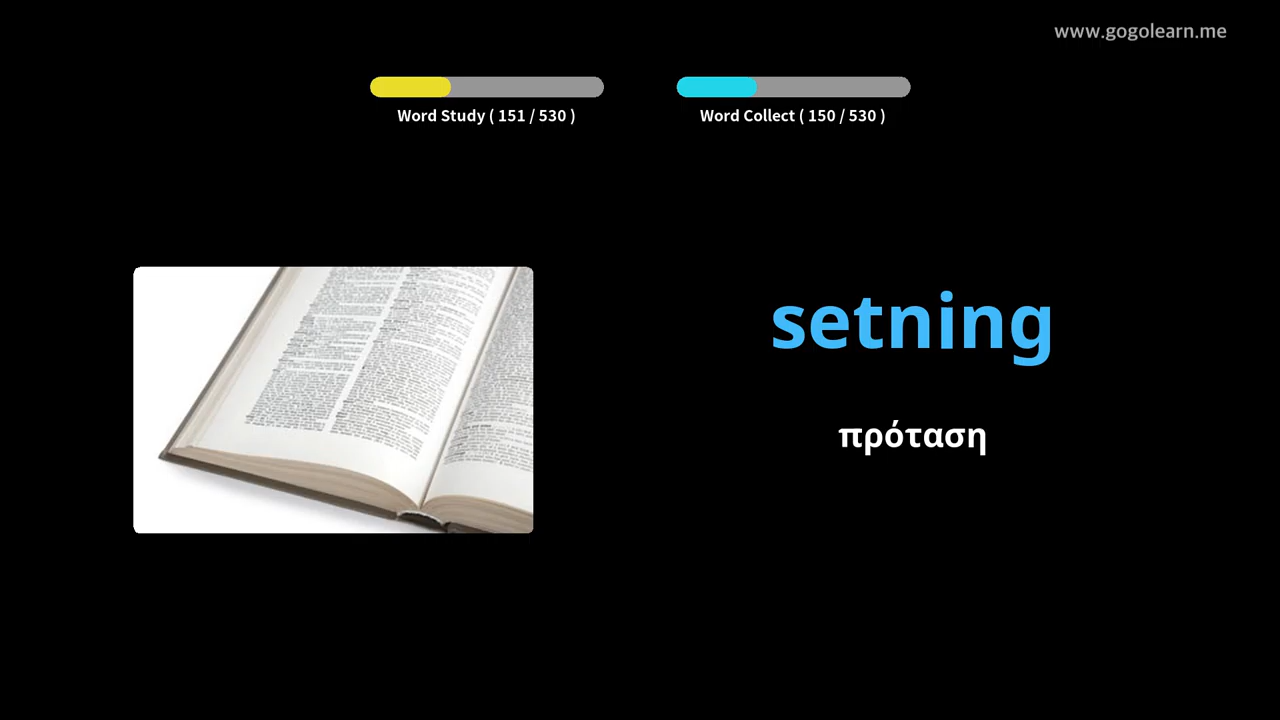 www.gogolearn.me
Word Study ( 151 / 530 )
Word Collect ( 150 / 530 )
setning
πρόταση